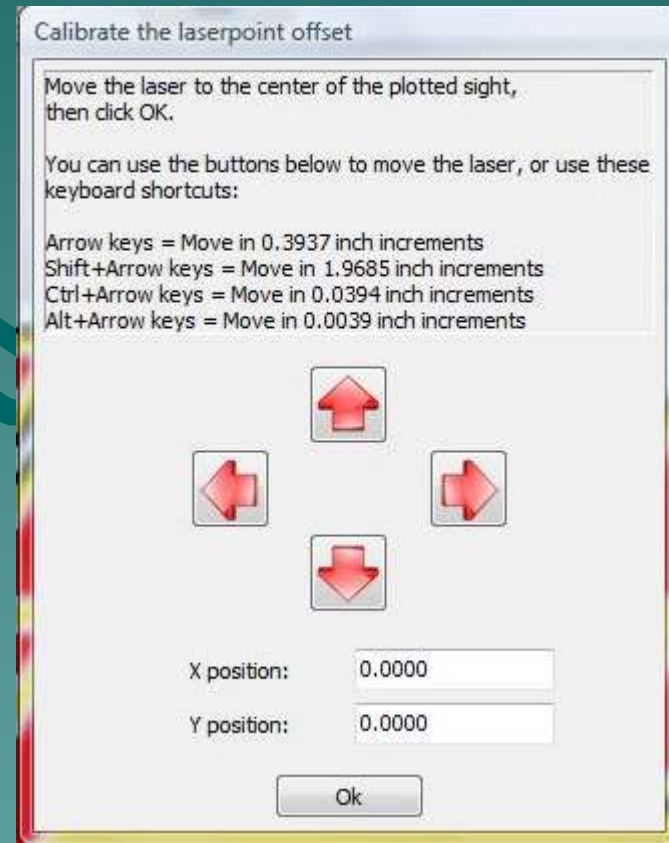 Calibrate the laserpoint offset
Move the laser to the center of the plotted sight,
then click OK.
You can use the buttons below to move the laser, or use these
keyboard shortcuts:
Arrow keys = Move in 0.3937 inch increments
Shift+Arrow keys = Move in 1.9685 inch increments
Ctrl+Arrow keys = Move in 0.0394 inch increments
Alt+Arrow keys = Move in 0.0039 inch increments
X position: 0.0000
Y position: 0.0000
Ok